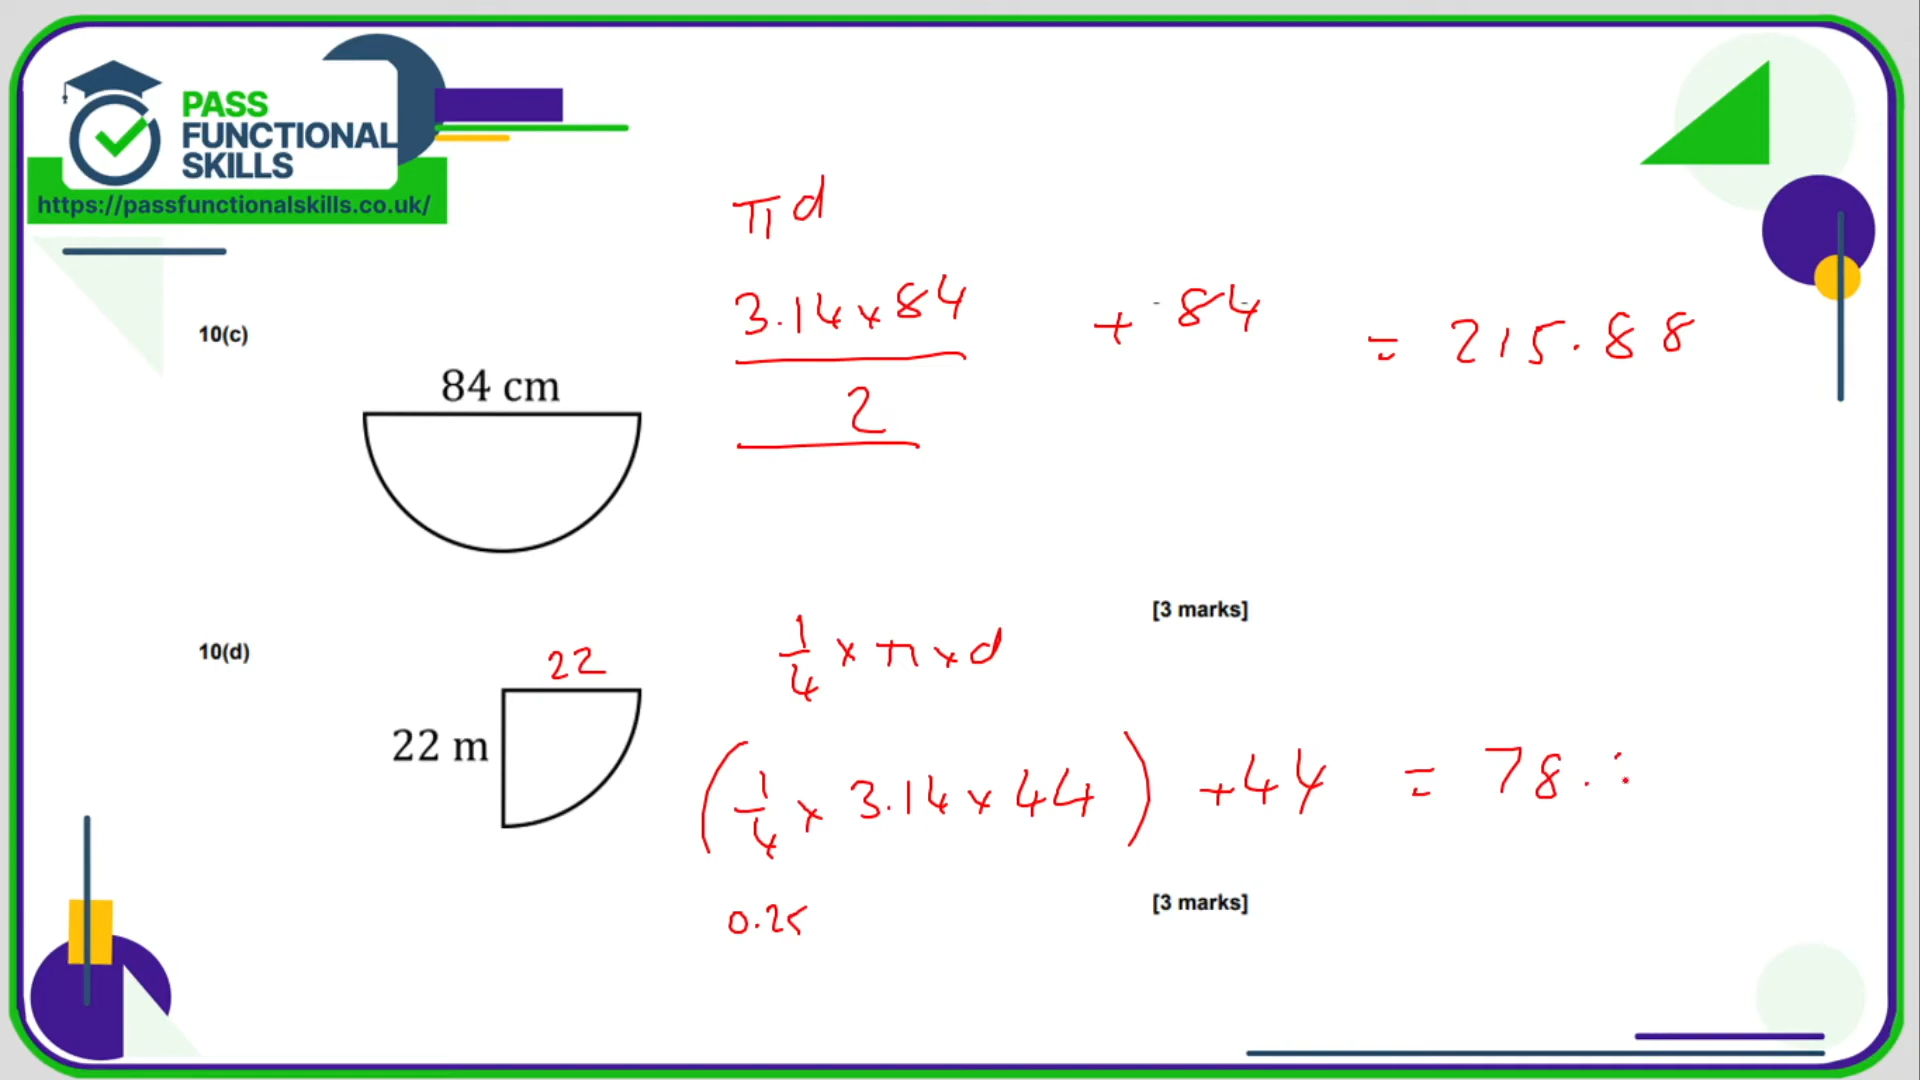 PASS
FUNCTIONAL
SKILLS
https://passfunctionalskills.co.uk/
πd
10(c)
84 cm
3.14 x 84
2
+ 84
= 215.88
[3 marks]
10(d)
22
22 m
1/4 x π x d
(1/4 x 3.14 x 44) + 44 = 78.
0.25
[3 marks]